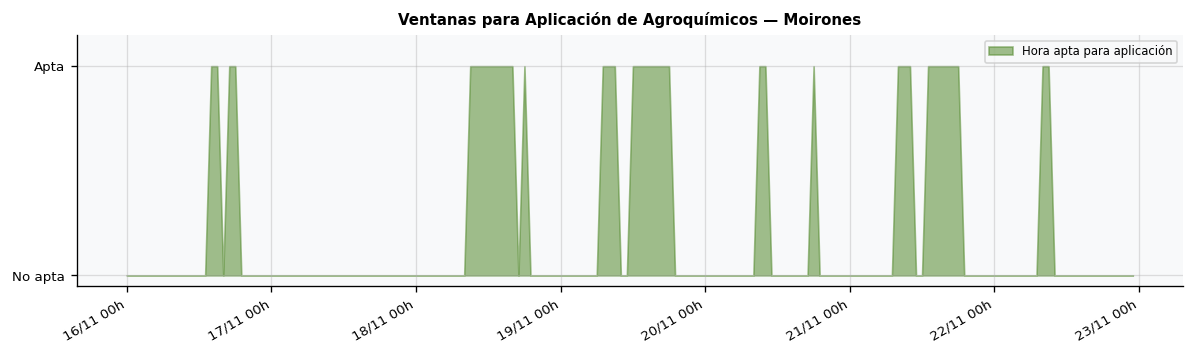 Ventanas para Aplicación de Agroquímicos — Moirones
Hora apta para aplicación
Apta
No apta
16/11 00h
17/11 00h
18/11 00h
19/11 00h
20/11 00h
21/11 00h
22/11 00h
23/11 00h